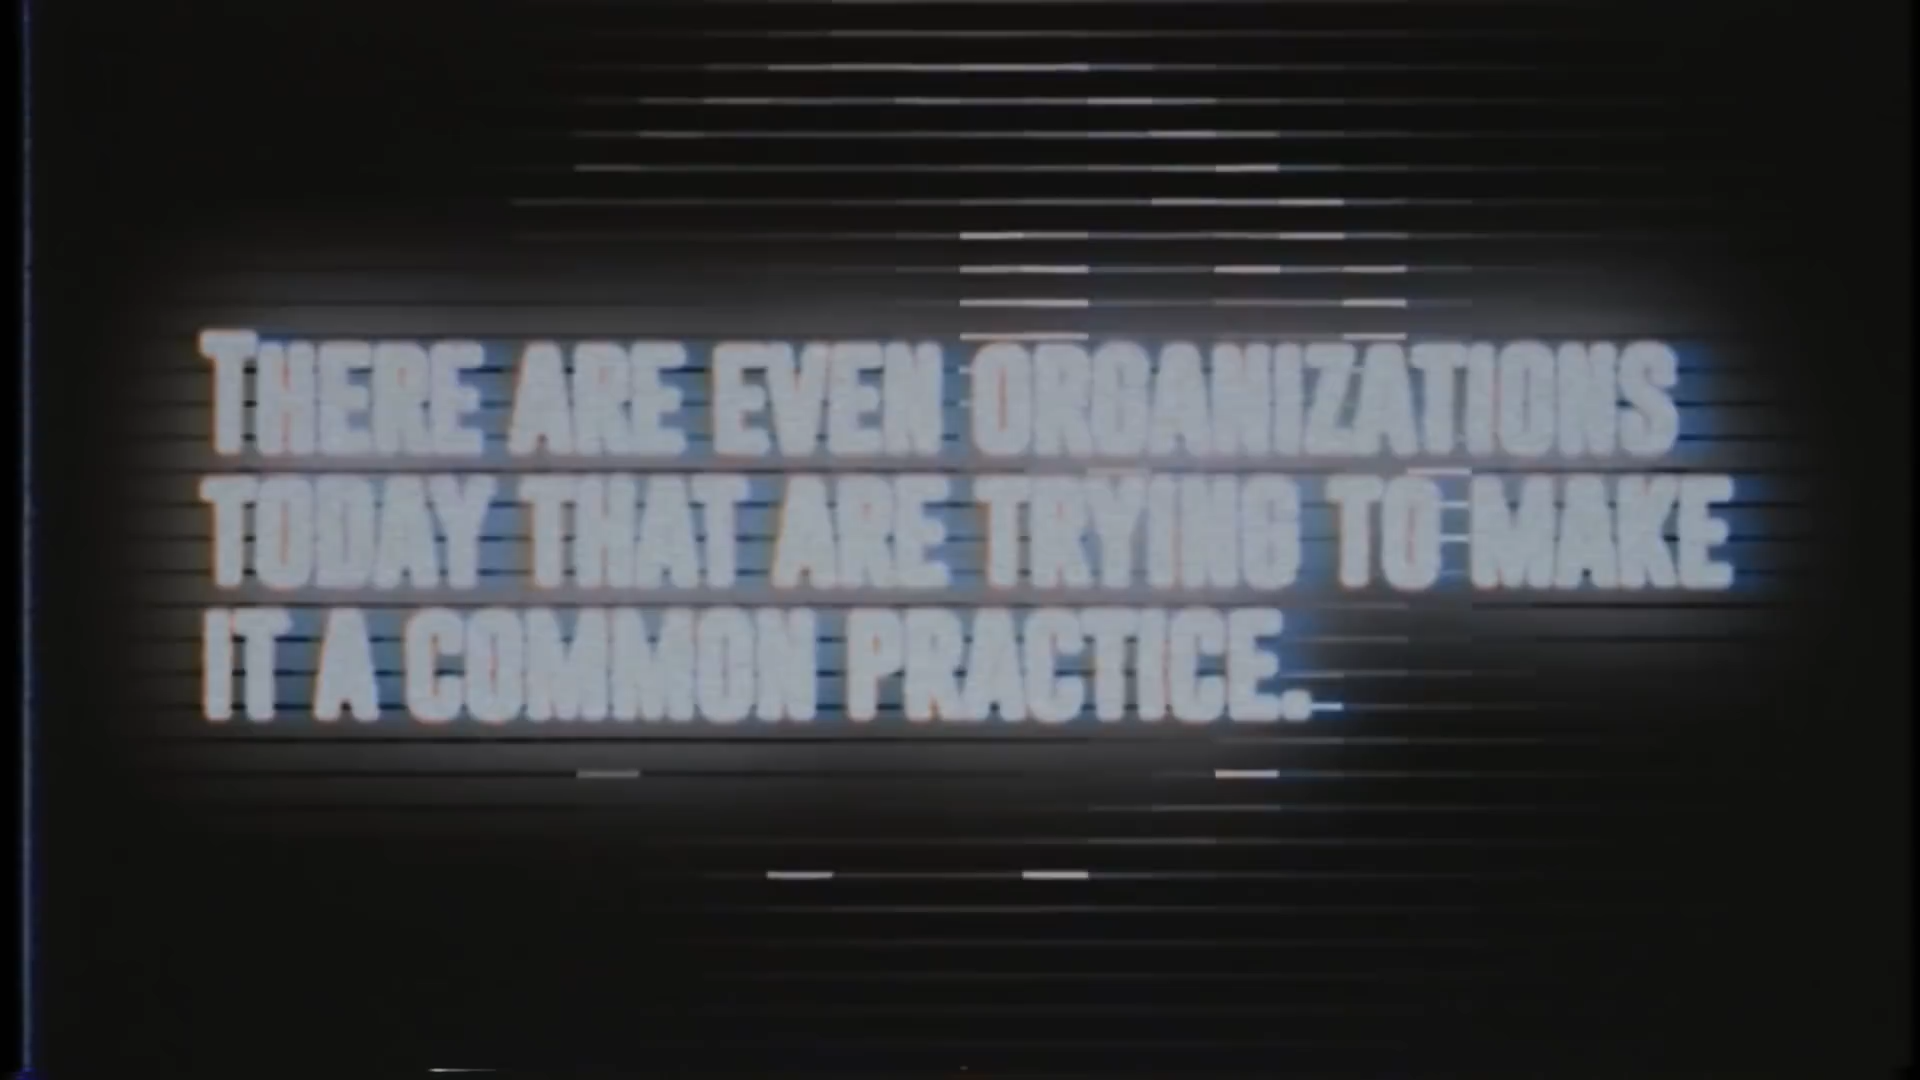 There are even organizations
today that are trying to make
it a common practice.